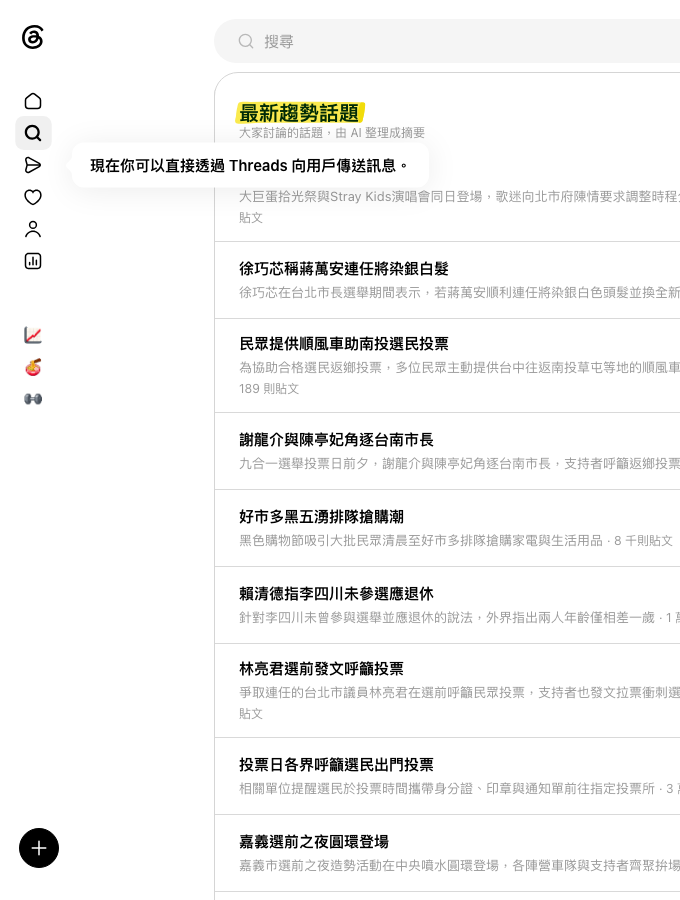 搜尋
最新趨勢話題
大家討論的話題，由 AI 整理成摘要
現在你可以直接透過 Threads 向用戶傳送訊息。
大巨蛋拾光祭與Stray Kids演唱會同日登場，歌迷向北市府陳情要求調整時程
貼文
徐巧芯稱蔣萬安連任將染銀白髮
徐巧芯在台北市長選舉期間表示，若蔣萬安順利連任將染銀白色頭髮並換全新
民眾提供順風車助南投選民投票
為協助合格選民返鄉投票，多位民眾主動提供台中往返南投草屯等地的順風車
189 則貼文
謝龍介與陳亭妃角逐台南市長
九合一選舉投票日前夕，謝龍介與陳亭妃角逐台南市長，支持者呼籲返鄉投票
好市多黑五湧排隊搶購潮
黑色購物節吸引大批民眾清晨至好市多排隊搶購家電與生活用品 · 8 千則貼文
賴清德指李四川未參選應退休
針對李四川未曾參與選舉並應退休的說法，外界指出兩人年齡僅相差一歲 · 1 萬
林亮君選前發文呼籲投票
爭取連任的台北市議員林亮君在選前呼籲民眾投票，支持者也發文拉票衝刺選
貼文
投票日各界呼籲選民出門投票
相關單位提醒選民於投票時間攜帶身分證、印章與通知單前往指定投票所 · 3 萬
嘉義選前之夜圓環登場
嘉義市選前之夜造勢活動在中央噴水圓環登場，各陣營車隊與支持者齊聚拚場